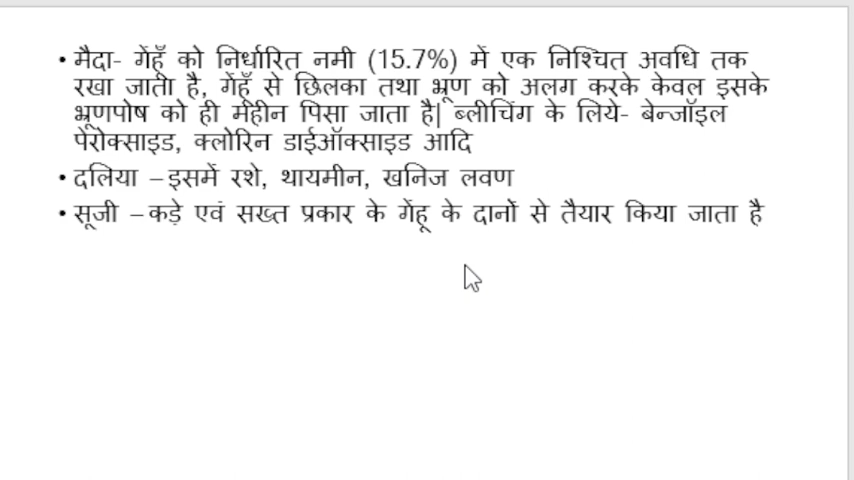 • मैदा- गेंहूँ को निर्धारित नमी (15.7%) में एक निश्चित अवधि तक
रखा जाता है, गेंहूँ से छिलका तथा भ्रूण को अलग करके केवल इसके
भ्रूणपोष को ही महीन पिसा जाता है| ब्लीचिंग के लिये- बेन्जॉइल
पेरोक्साइड, क्लोरिन डाईऑक्साइड आदि
• दलिया –इसमें रशे, थायमीन, खनिज लवण
• सूजी –कड़े एवं सख्त प्रकार के गेंहू के दानों से तैयार किया जाता है